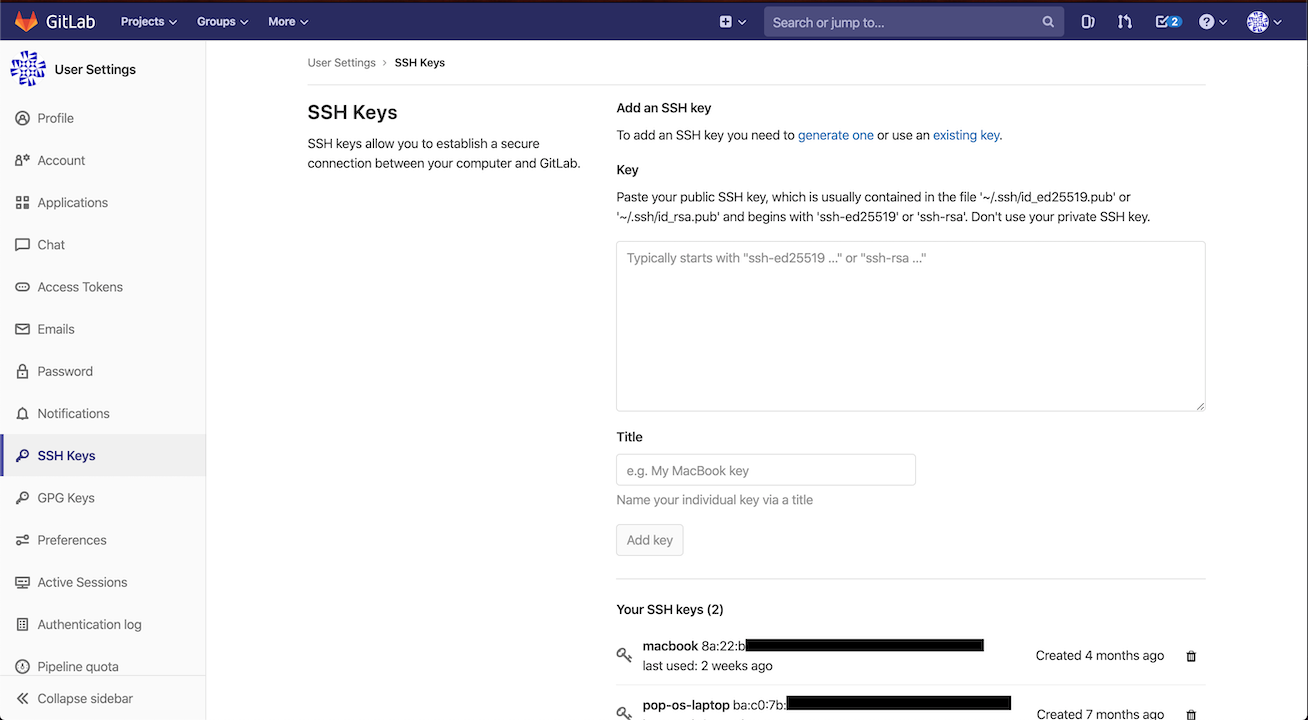 GitLab Projects Groups More Search or jump to... 2
User Settings
Profile
Account
Applications
Chat
Access Tokens
Emails
Password
Notifications
SSH Keys
GPG Keys
Preferences
Active Sessions
Authentication log
Pipeline quota
Collapse sidebar
User Settings › SSH Keys
SSH Keys
SSH keys allow you to establish a secure
connection between your computer and GitLab.
Add an SSH key
To add an SSH key you need to generate one or use an existing key.
Key
Paste your public SSH key, which is usually contained in the file '~/.ssh/id_ed25519.pub' or
'~/.ssh/id_rsa.pub' and begins with 'ssh-ed25519' or 'ssh-rsa'. Don't use your private SSH key.
Typically starts with "ssh-ed25519 ..." or "ssh-rsa ..."
Title
e.g. My MacBook key
Name your individual key via a title
Add key
Your SSH keys (2)
macbook 8a:22:b
last used: 2 weeks ago
Created 4 months ago
pop-os-laptop ba:c0:7b:
Created 7 months ago